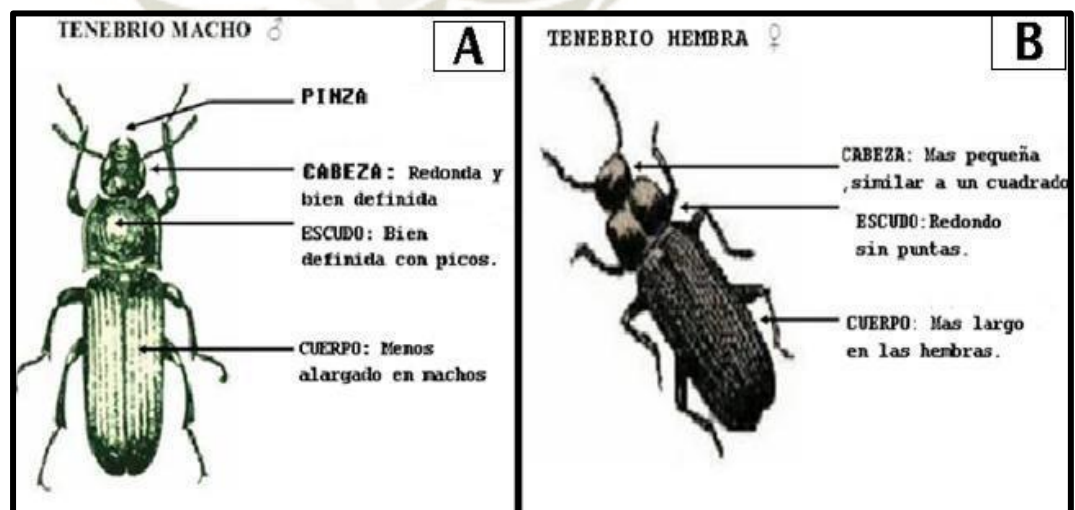 TENEBRIO MACHO ♂
A
PINZA
CABEZA: Redonda y
bien definida
ESCUDO: Bien
definida con picos.
CUERPO: Menos
alargado en machos
TENEBRIO HEMBRA ♀
B
CABEZA: Mas pequeña
,similar a un cuadrado
ESCUDO:Redondo
sin puntas.
CUERPO: Mas largo
en las hembras.